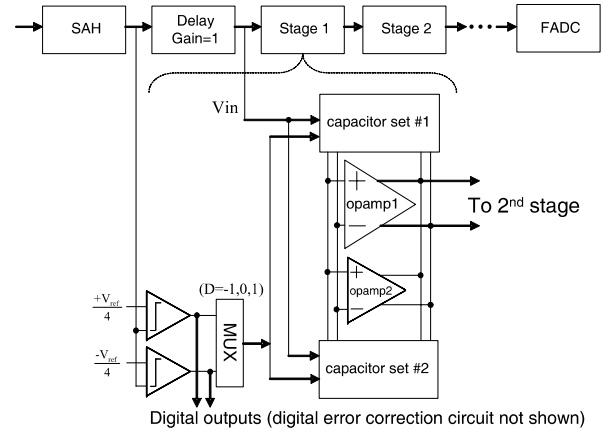 SAH
Delay
Gain=1
Stage 1
Stage 2
FADC
Vin
capacitor set #1
+
opamp1
−
To 2nd stage
+
opamp2
−
(D=-1,0,1)
+Vref
4
MUX
-Vref
4
capacitor set #2
Digital outputs (digital error correction circuit not shown)